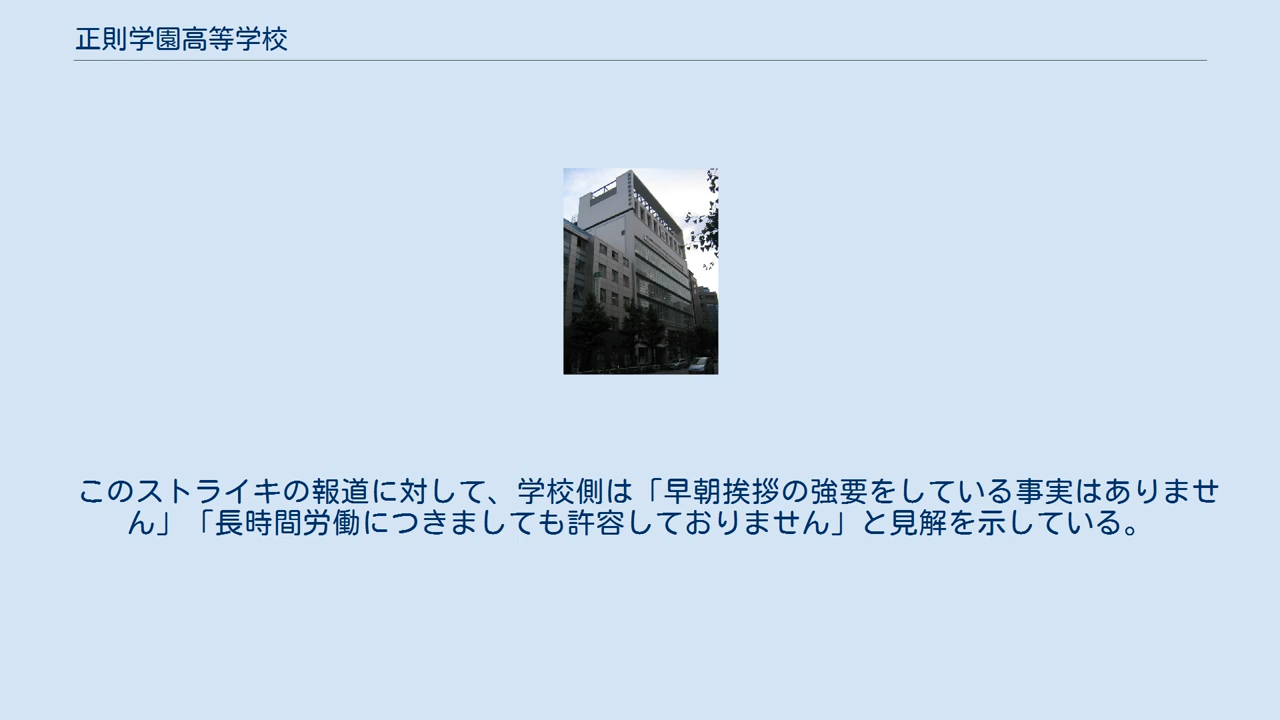 正則学園高等学校
このストライキの報道に対して、学校側は「早朝挨拶の強要をしている事実はありませ
ん」「長時間労働につきましても許容しておりません」と見解を示している。